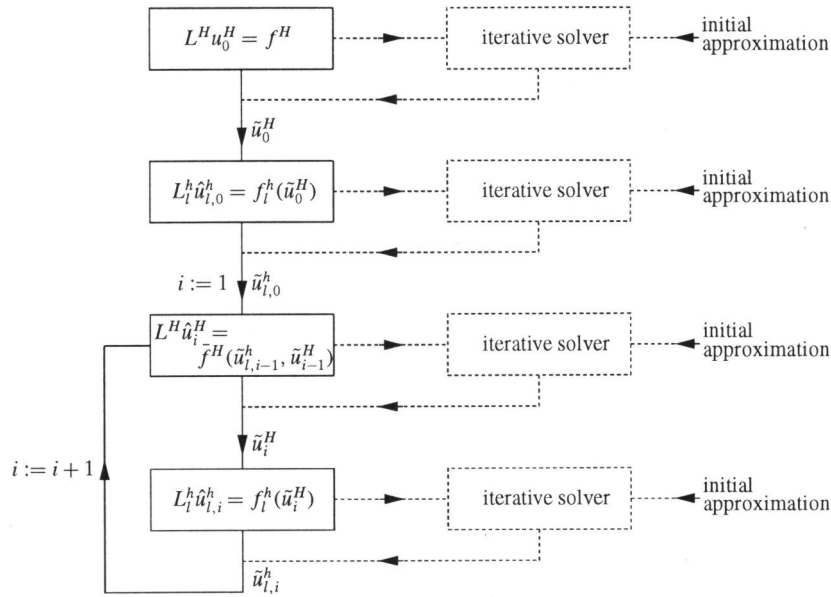 L^H u_0^H = f^H
iterative solver
initial
approximation
ũ_0^H
L_l^h û_{l,0}^h = f_l^h(ũ_0^H)
iterative solver
initial
approximation
i := 1
ũ_{l,0}^h
L^H û_i^H =
f̄^H(ũ_{l,i−1}^h, ũ_{i−1}^H)
iterative solver
initial
approximation
ũ_i^H
i := i + 1
L_l^h û_{l,i}^h = f_l^h(ũ_i^H)
iterative solver
initial
approximation
ũ_{l,i}^h